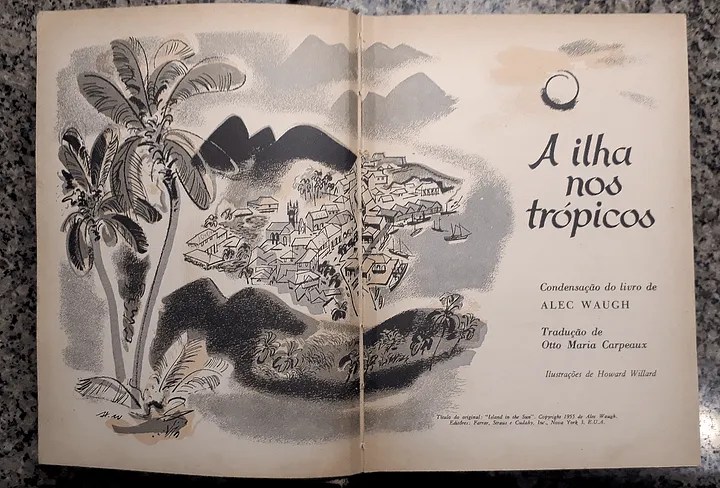 A ilha
nos
trópicos
Condensação do livro de
ALEC WAUGH
Tradução de
Otto Maria Carpeaux
Ilustrações de Howard Willard
Título do original: "Island in the Sun". Copyright 1955 de Alec Waugh.
Editôres: Farrar, Straus e Cudahy, Inc., Nova York 3, E.U.A.